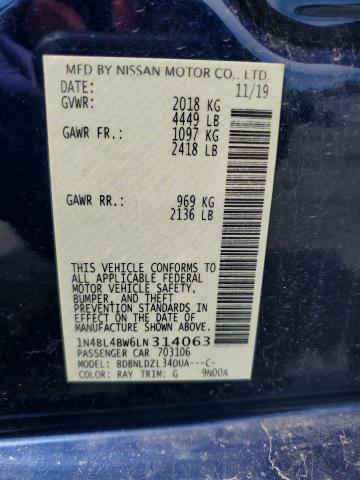 MFD BY NISSAN MOTOR CO., LTD.
DATE: 11/19
GVWR: 2018 KG
4449 LB
GAWR FR.: 1097 KG
2418 LB
GAWR RR.: 969 KG
2136 LB
THIS VEHICLE CONFORMS TO
ALL APPLICABLE FEDERAL
MOTOR VEHICLE SAFETY,
BUMPER, AND THEFT
PREVENTION STANDARDS IN
EFFECT ON THE DATE OF
MANUFACTURE SHOWN ABOVE.
1N4BL4BW6LN314063
PASSENGER CAR 703106
MODEL: BDBNLDZL34DUA---C-
COLOR: RAY TRIM: G 9N00A